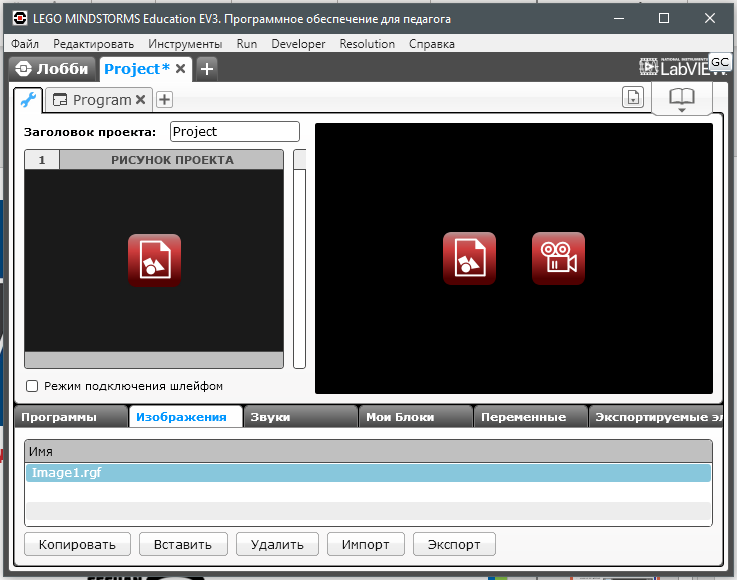 LEGO MINDSTORMS Education EV3. Программное обеспечение для педагога
Файл Редактировать Инструменты Run Developer Resolution Справка
Лобби Project* NATIONAL INSTRUMENTS LabVIEW GC
Program
Заголовок проекта: Project
1 РИСУНОК ПРОЕКТА
Режим подключения шлейфом
Программы Изображения Звуки Мои Блоки Переменные Экспортируемые эл
Имя
Image1.rgf
Копировать Вставить Удалить Импорт Экспорт